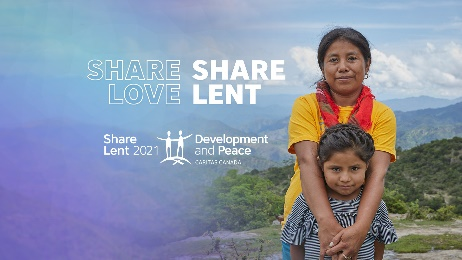 SHARE SHARE
LOVE LENT
Share
Lent 2021
Development
and Peace
CARITAS CANADA